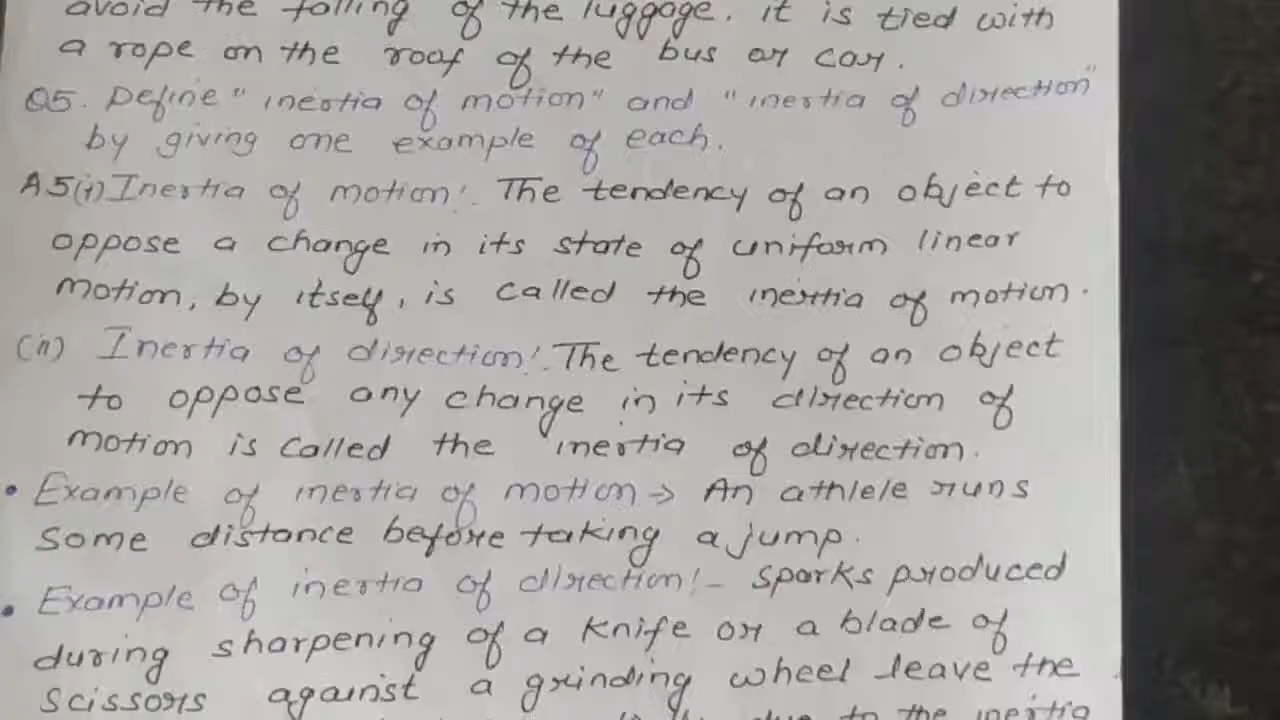 avoid the falling of the luggage. it is tied with
a rope on the roof of the bus or car.
Q5. Define "inertia of motion" and "inertia of direction"
by giving one example of each.
A5(i) Inertia of motion: The tendency of an object to
oppose a change in its state of uniform linear
motion, by itself, is called the inertia of motion.
(ii) Inertia of direction: The tendency of an object
to oppose any change in its direction of
motion is called the inertia of direction.
• Example of inertia of motion → An athlele runs
some distance before taking a jump.
• Example of inertia of direction:- Sparks produced
during sharpening of a knife or a blade of
scissors against a grinding wheel leave the
due to the inertia